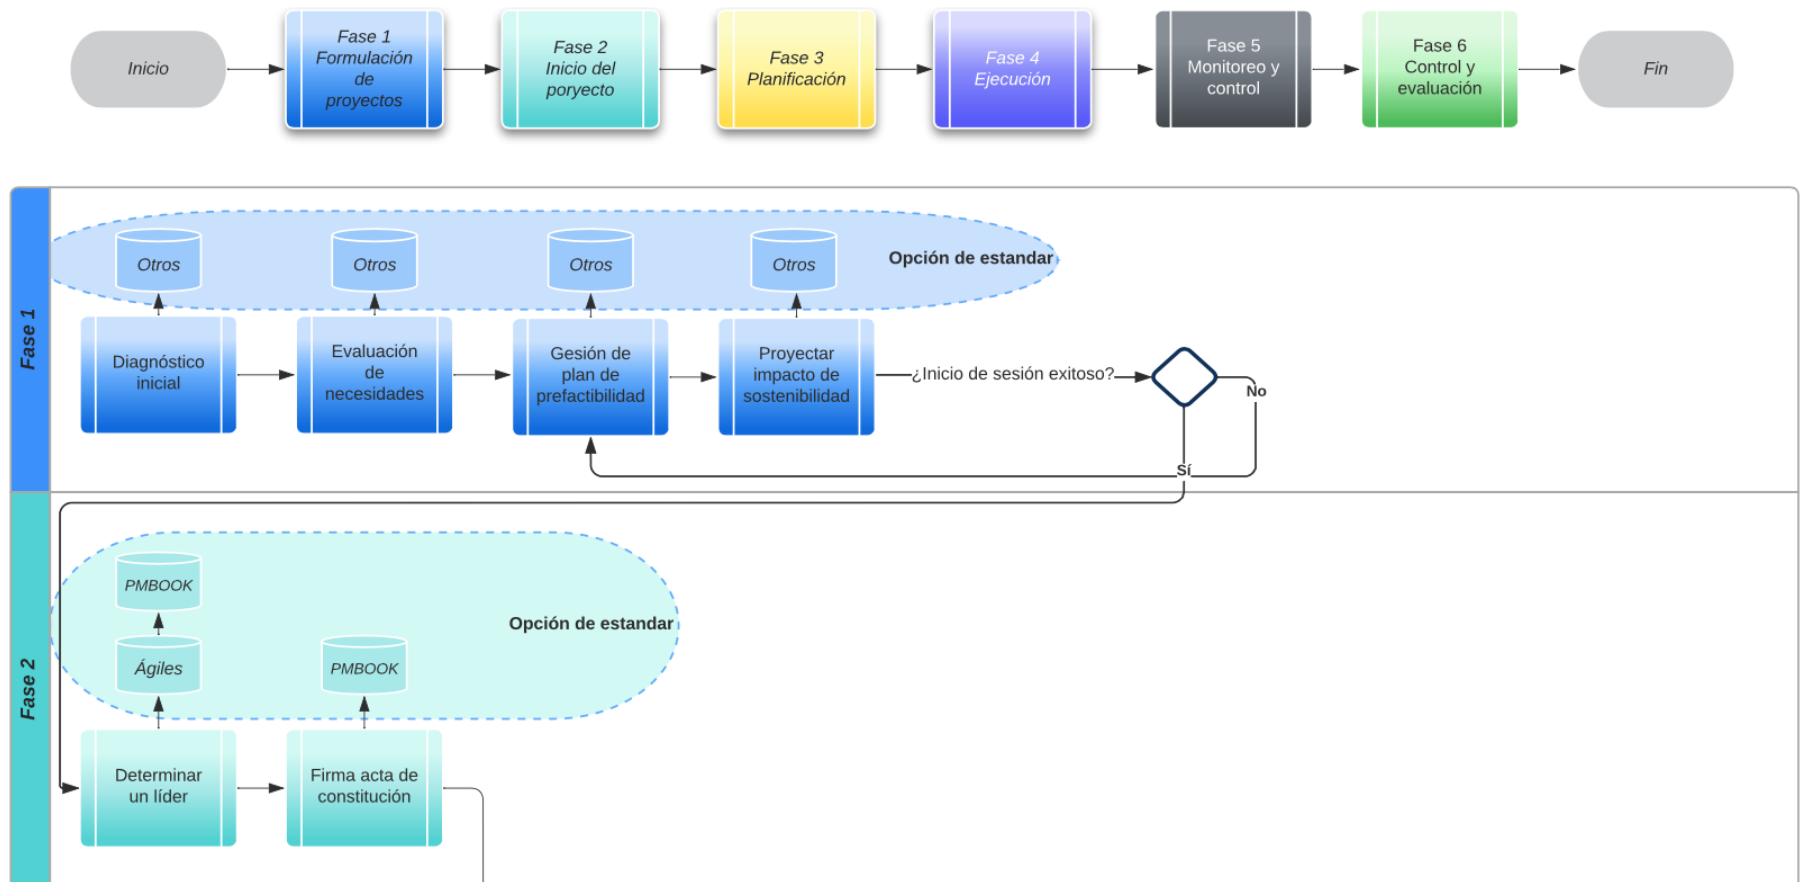 Inicio
Fase 1
Formulación
de
proyectos
Fase 2
Inicio del
poryecto
Fase 3
Planificación
Fase 4
Ejecución
Fase 5
Monitoreo y
control
Fase 6
Control y
evaluación
Fin
Fase 1
Otros
Otros
Otros
Otros
Opción de estandar
Diagnóstico
inicial
Evaluación
de
necesidades
Gesión de
plan de
prefactibilidad
Proyectar
impacto de
sostenibilidad
¿Inicio de sesión exitoso?
No
Sí
Fase 2
PMBOOK
Ágiles
PMBOOK
Opción de estandar
Determinar
un líder
Firma acta de
constitución